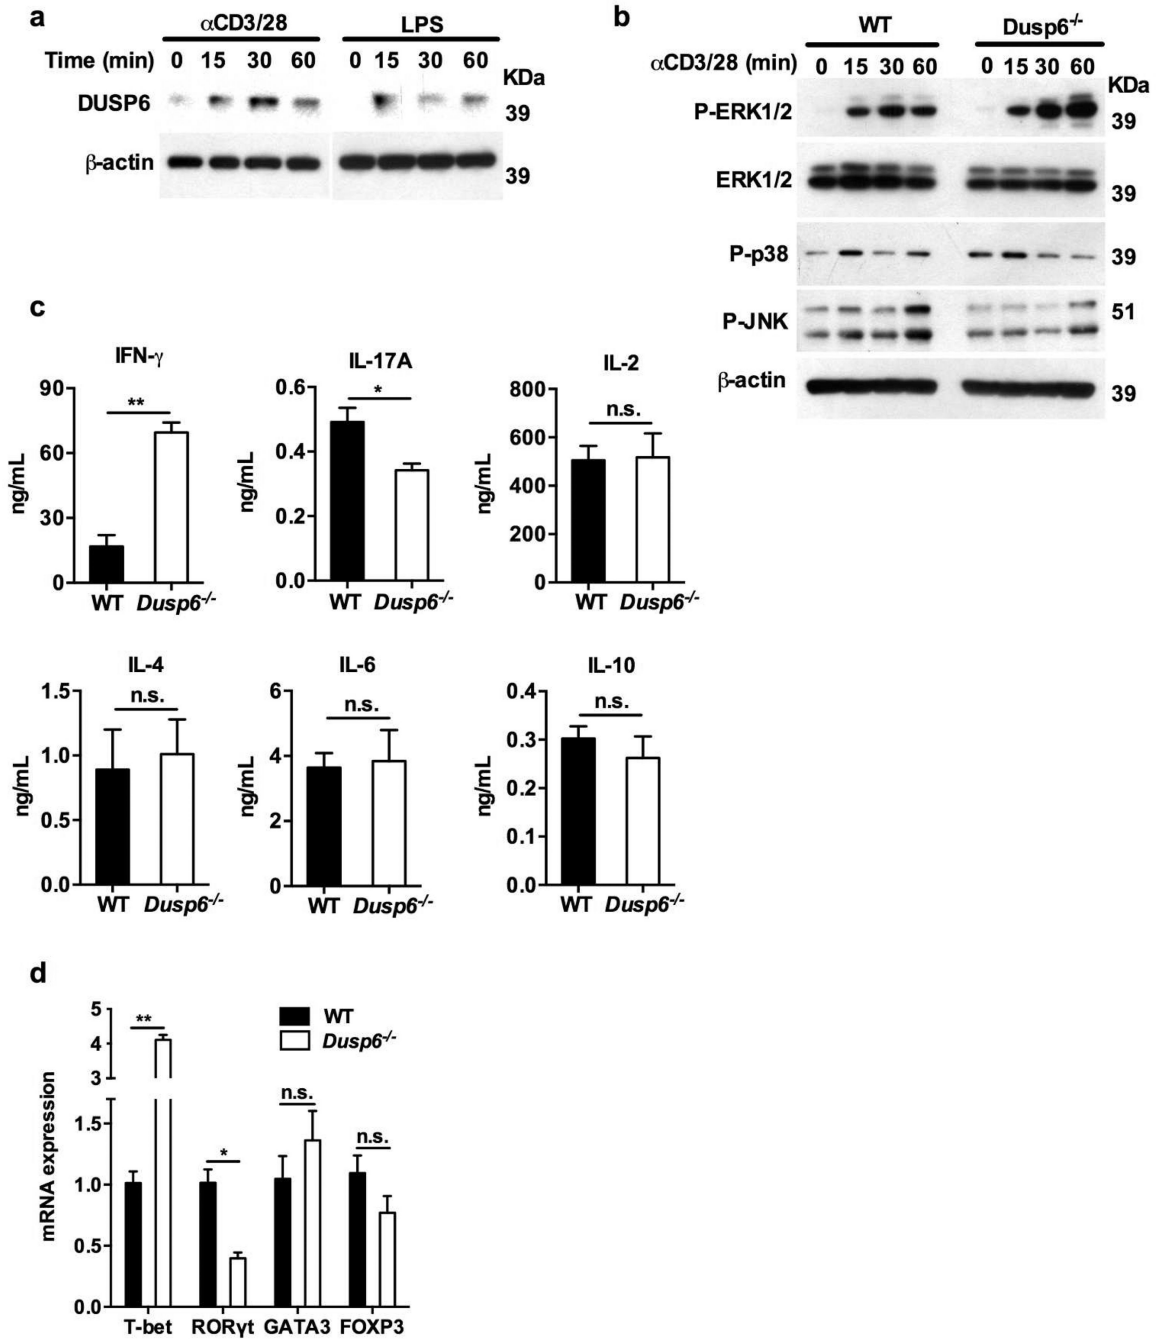 a
αCD3/28 LPS
Time (min) 0 15 30 60 0 15 30 60 KDa
DUSP6 39
β-actin 39
b
WT Dusp6-/-
αCD3/28 (min) 0 15 30 60 0 15 30 60 KDa
P-ERK1/2 39
ERK1/2 39
P-p38 39
P-JNK 51
β-actin 39
c
IFN-γ
ng/mL
90
60
30
0
**
WT Dusp6-/-
IL-17A
ng/mL
0.6
0.4
0.2
0.0
*
WT Dusp6-/-
IL-2
ng/mL
800
600
400
200
0
n.s.
WT Dusp6-/-
IL-4
ng/mL
1.5
1.0
0.5
0.0
n.s.
WT Dusp6-/-
IL-6
ng/mL
6
4
2
0
n.s.
WT Dusp6-/-
IL-10
ng/mL
0.4
0.3
0.2
0.1
0.0
n.s.
WT Dusp6-/-
d
mRNA expression
5
4
3
1.5
1.0
0.5
0.0
** * n.s. n.s.
WT
Dusp6-/-
T-bet RORγt GATA3 FOXP3